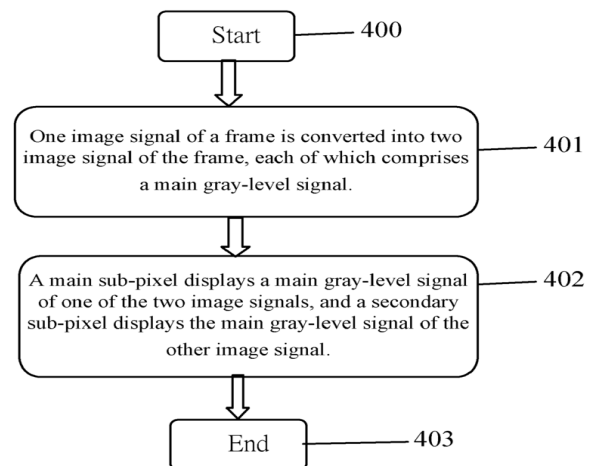 Start
400
One image signal of a frame is converted into two
image signal of the frame, each of which comprises
a main gray-level signal.
401
A main sub-pixel displays a main gray-level signal
of one of the two image signals, and a secondary
sub-pixel displays the main gray-level signal of the
other image signal.
402
End
403